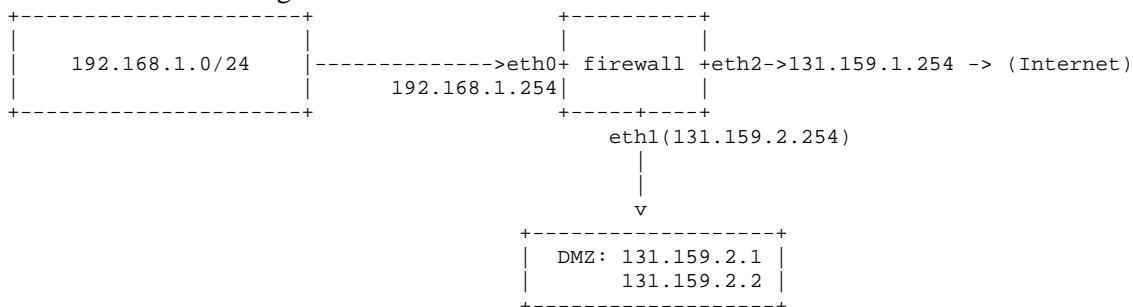 +----------------------+ +----------+
| | | |
| 192.168.1.0/24 |-------------->eth0+ firewall +eth2->131.159.1.254 -> (Internet)
| | 192.168.1.254| |
+----------------------+ +-----+----+
eth1(131.159.2.254)
|
|
v
+-------------------+
| DMZ: 131.159.2.1 |
| 131.159.2.2 |
+-------------------+